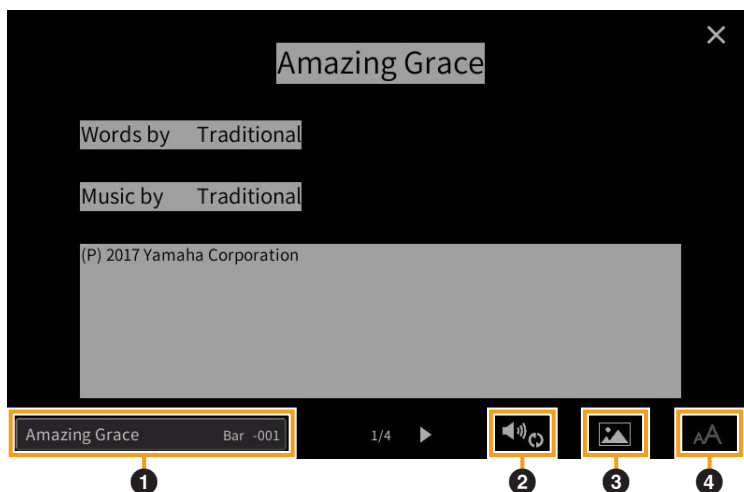 Amazing Grace
Words by Traditional
Music by Traditional
(P) 2017 Yamaha Corporation
Amazing Grace Bar -001 1/4 AA
1 2 3 4